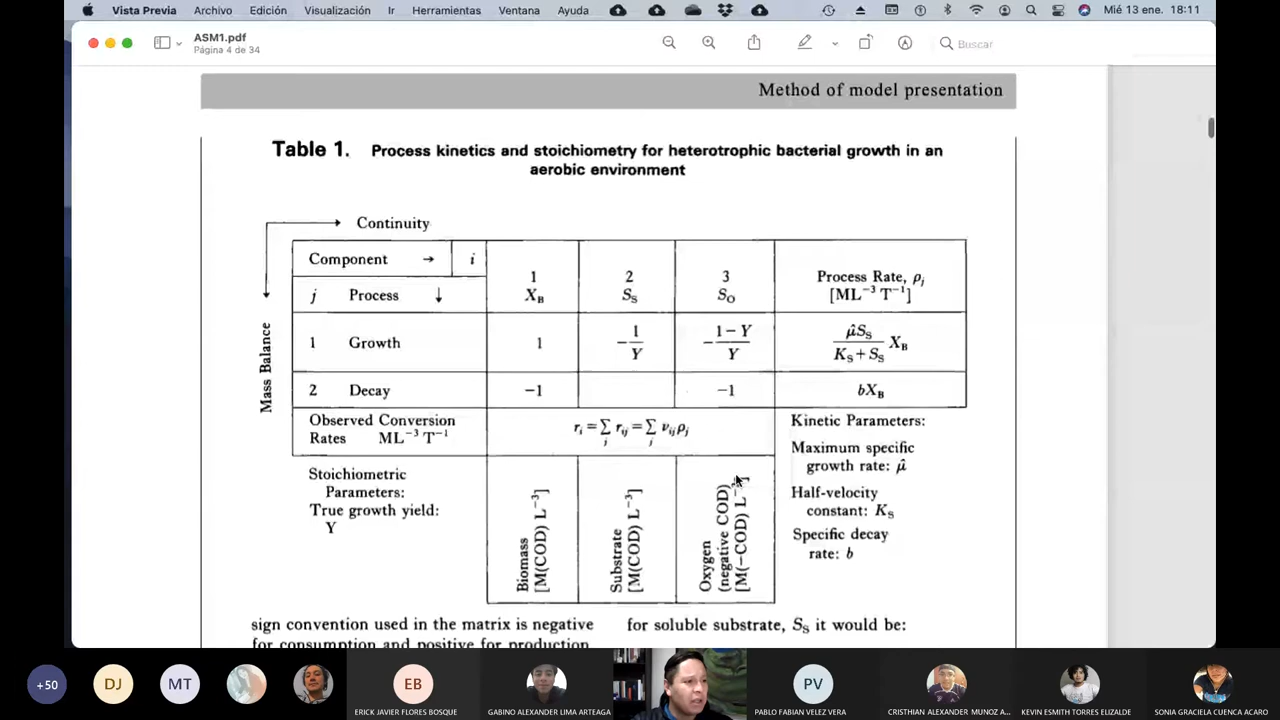 Vista Previa Archivo Edición Visualización Ir Herramientas Ventana Ayuda Mié 13 ene. 18:11
ASM1.pdf
Página 4 de 34
Buscar
Method of model presentation
Table 1. Process kinetics and stoichiometry for heterotrophic bacterial growth in an
aerobic environment
Continuity
Mass Balance
Component → i
j Process ↓
1 X_B
2 S_S
3 S_O
Process Rate, ρ_j
[ML⁻³ T⁻¹]
1 Growth 1 −1/Y −(1−Y)/Y μ̂S_S/(K_S+S_S) X_B
2 Decay −1 −1 bX_B
Observed Conversion
Rates ML⁻³ T⁻¹
r_i = ∑_j r_ij = ∑_j ν_ij ρ_j
Stoichiometric
Parameters:
True growth yield:
Y
Biomass
[M(COD) L⁻³]
Substrate
[M(COD) L⁻³]
Oxygen
(negative COD)
[M(−COD) L⁻³]
Kinetic Parameters:
Maximum specific
growth rate: μ̂
Half-velocity
constant: K_S
Specific decay
rate: b
sign convention used in the matrix is negative
for consumption and positive for production
for soluble substrate, S_S it would be:
+50
DJ
MT
EB
PV
ERICK JAVIER FLORES BOSQUE
GABINO ALEXANDER LIMA ARTEAGA
PABLO FABIAN VELEZ VERA
CRISTHIAN ALEXANDER MUNOZ A...
KEVIN ESMITH TORRES ELIZALDE
SONIA GRACIELA CUENCA ACARO